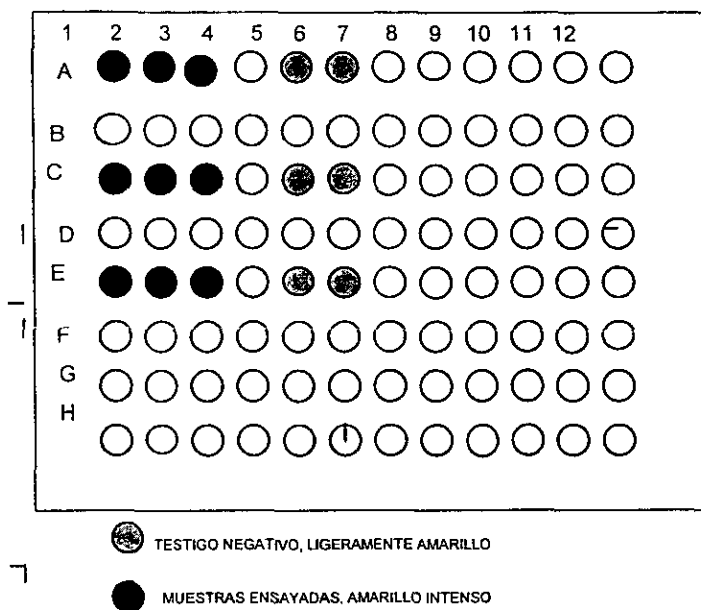 1 2 3 4 5 6 7 8 9 10 11 12
A
B
C
D
E
F
G
H
TESTIGO NEGATIVO, LIGERAMENTE AMARILLO
MUESTRAS ENSAYADAS, AMARILLO INTENSO